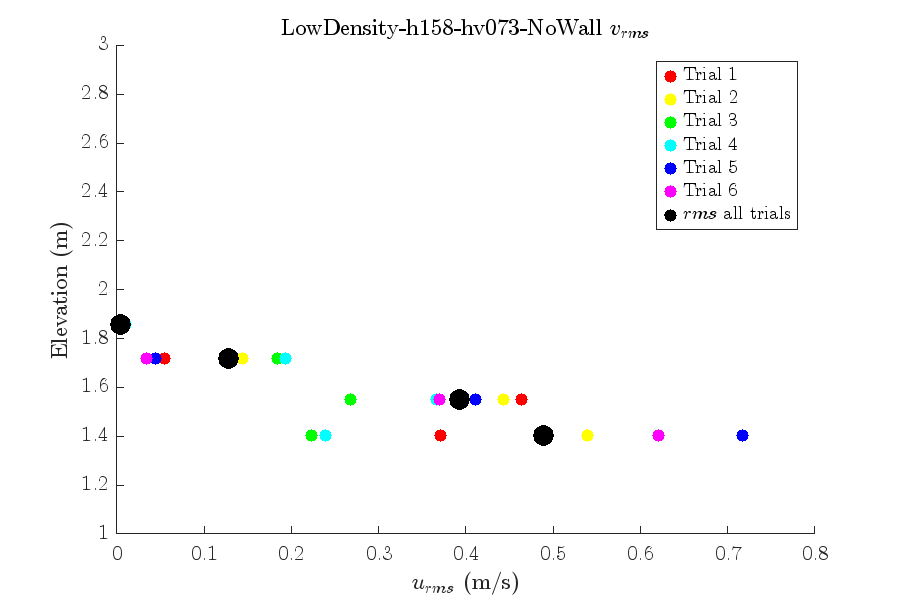 LowDensity-h158-hv073-NoWall v_rms
3
2.8
2.6
2.4
2.2
2
1.8
1.6
1.4
1.2
1
Elevation (m)
0 0.1 0.2 0.3 0.4 0.5 0.6 0.7 0.8
u_rms (m/s)
Trial 1
Trial 2
Trial 3
Trial 4
Trial 5
Trial 6
rms all trials